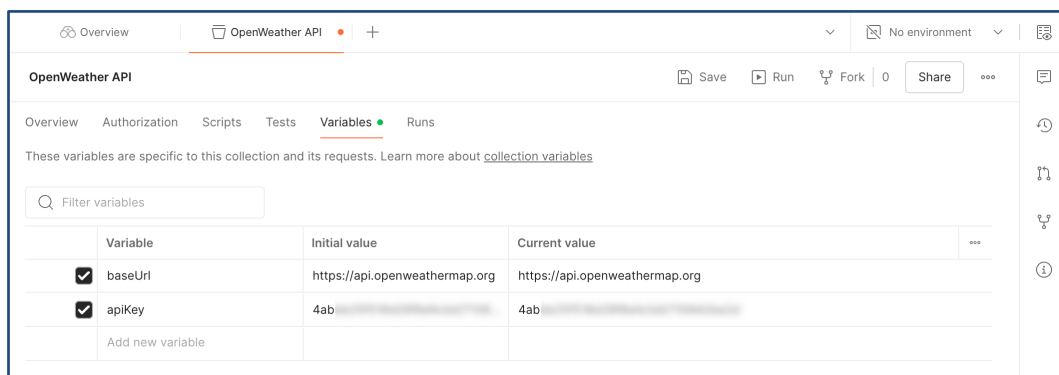 Overview OpenWeather API No environment
OpenWeather API Save Run Fork 0 Share
Overview Authorization Scripts Tests Variables Runs
These variables are specific to this collection and its requests. Learn more about collection variables
Filter variables
Variable Initial value Current value
baseUrl https://api.openweathermap.org https://api.openweathermap.org
apiKey 4ab 4ab
Add new variable